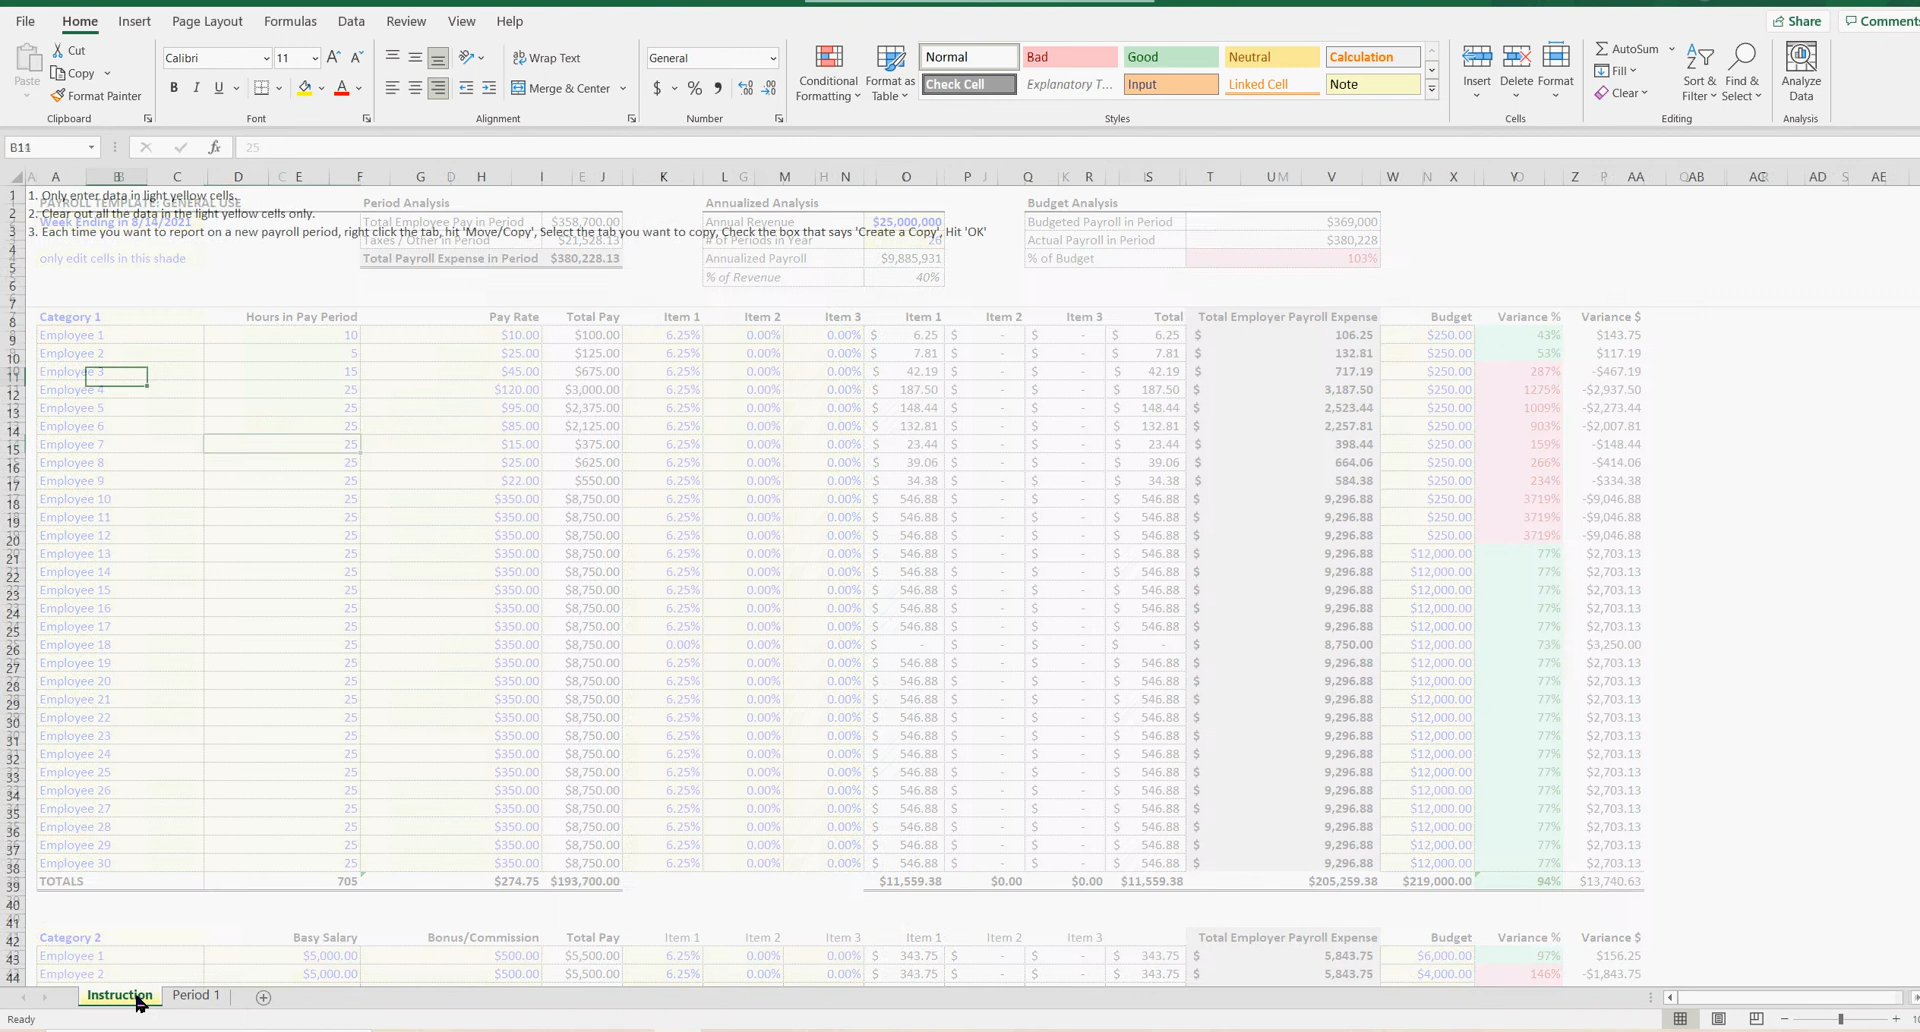 File Home Insert Page Layout Formulas Data Review View Help Share Comments
Paste Cut Copy Format Painter Clipboard
Calibri 11 B I U Font
Wrap Text Merge & Center Alignment
General $ % , Number
Conditional Formatting Format as Table
Normal Bad Good Neutral Calculation
Check Cell Explanatory T... Input Linked Cell Note
Styles
Insert Delete Format Cells
AutoSum Fill Clear Sort & Filter Find & Select Editing
Analyze Data Analysis
B11 fx 25
1. Only enter data in light yellow cells.
PAYROLL TEMPLATE: GENERAL USE Period Analysis Annualized Analysis Budget Analysis
2. Clear out all the data in the light yellow cells only.
Week Ending in 8/14/2021 Total Employee Pay in Period $358,700.00 Annual Revenue $25,000,000 Budgeted Payroll in Period $369,000
3. Each time you want to report on a new payroll period, right click the tab, hit 'Move/Copy', Select the tab you want to copy, Check the box that says 'Create a Copy', Hit 'OK'
Taxes / Other in Period $21,528.13 # of Periods in Year 26 Actual Payroll in Period $380,228
only edit cells in this shade Total Payroll Expense in Period $380,228.13 Annualized Payroll $9,885,931 % of Budget 103%
% of Revenue 40%
Category 1 Hours in Pay Period Pay Rate Total Pay Item 1 Item 2 Item 3 Item 1 Item 2 Item 3 Total Total Employer Payroll Expense Budget Variance % Variance $
Employee 1 10 $10.00 $100.00 6.25% 0.00% 0.00% $ 6.25 $ - $ - $ 6.25 $ 106.25 $250.00 43% $143.75
Employee 2 5 $25.00 $125.00 6.25% 0.00% 0.00% $ 7.81 $ - $ - $ 7.81 $ 132.81 $250.00 53% $117.19
Employee 3 15 $45.00 $675.00 6.25% 0.00% 0.00% $ 42.19 $ - $ - $ 42.19 $ 717.19 $250.00 287% -$467.19
Employee 4 25 $120.00 $3,000.00 6.25% 0.00% 0.00% $ 187.50 $ - $ - $ 187.50 $ 3,187.50 $250.00 1275% -$2,937.50
Employee 5 25 $95.00 $2,375.00 6.25% 0.00% 0.00% $ 148.44 $ - $ - $ 148.44 $ 2,523.44 $250.00 1009% -$2,273.44
Employee 6 25 $85.00 $2,125.00 6.25% 0.00% 0.00% $ 132.81 $ - $ - $ 132.81 $ 2,257.81 $250.00 903% -$2,007.81
Employee 7 25 $15.00 $375.00 6.25% 0.00% 0.00% $ 23.44 $ - $ - $ 23.44 $ 398.44 $250.00 159% -$148.44
Employee 8 25 $25.00 $625.00 6.25% 0.00% 0.00% $ 39.06 $ - $ - $ 39.06 $ 664.06 $250.00 266% -$414.06
Employee 9 25 $22.00 $550.00 6.25% 0.00% 0.00% $ 34.38 $ - $ - $ 34.38 $ 584.38 $250.00 234% -$334.38
Employee 10 25 $350.00 $8,750.00 6.25% 0.00% 0.00% $ 546.88 $ - $ - $ 546.88 $ 9,296.88 $250.00 3719% -$9,046.88
Employee 11 25 $350.00 $8,750.00 6.25% 0.00% 0.00% $ 546.88 $ - $ - $ 546.88 $ 9,296.88 $250.00 3719% -$9,046.88
Employee 12 25 $350.00 $8,750.00 6.25% 0.00% 0.00% $ 546.88 $ - $ - $ 546.88 $ 9,296.88 $250.00 3719% -$9,046.88
Employee 13 25 $350.00 $8,750.00 6.25% 0.00% 0.00% $ 546.88 $ - $ - $ 546.88 $ 9,296.88 $12,000.00 77% $2,703.13
Employee 14 25 $350.00 $8,750.00 6.25% 0.00% 0.00% $ 546.88 $ - $ - $ 546.88 $ 9,296.88 $12,000.00 77% $2,703.13
Employee 15 25 $350.00 $8,750.00 6.25% 0.00% 0.00% $ 546.88 $ - $ - $ 546.88 $ 9,296.88 $12,000.00 77% $2,703.13
Employee 16 25 $350.00 $8,750.00 6.25% 0.00% 0.00% $ 546.88 $ - $ - $ 546.88 $ 9,296.88 $12,000.00 77% $2,703.13
Employee 17 25 $350.00 $8,750.00 6.25% 0.00% 0.00% $ 546.88 $ - $ - $ 546.88 $ 9,296.88 $12,000.00 77% $2,703.13
Employee 18 25 $350.00 $8,750.00 0.00% 0.00% 0.00% $ - $ - $ - $ - $ 8,750.00 $12,000.00 73% $3,250.00
Employee 19 25 $350.00 $8,750.00 6.25% 0.00% 0.00% $ 546.88 $ - $ - $ 546.88 $ 9,296.88 $12,000.00 77% $2,703.13
Employee 20 25 $350.00 $8,750.00 6.25% 0.00% 0.00% $ 546.88 $ - $ - $ 546.88 $ 9,296.88 $12,000.00 77% $2,703.13
Employee 21 25 $350.00 $8,750.00 6.25% 0.00% 0.00% $ 546.88 $ - $ - $ 546.88 $ 9,296.88 $12,000.00 77% $2,703.13
Employee 22 25 $350.00 $8,750.00 6.25% 0.00% 0.00% $ 546.88 $ - $ - $ 546.88 $ 9,296.88 $12,000.00 77% $2,703.13
Employee 23 25 $350.00 $8,750.00 6.25% 0.00% 0.00% $ 546.88 $ - $ - $ 546.88 $ 9,296.88 $12,000.00 77% $2,703.13
Employee 24 25 $350.00 $8,750.00 6.25% 0.00% 0.00% $ 546.88 $ - $ - $ 546.88 $ 9,296.88 $12,000.00 77% $2,703.13
Employee 25 25 $350.00 $8,750.00 6.25% 0.00% 0.00% $ 546.88 $ - $ - $ 546.88 $ 9,296.88 $12,000.00 77% $2,703.13
Employee 26 25 $350.00 $8,750.00 6.25% 0.00% 0.00% $ 546.88 $ - $ - $ 546.88 $ 9,296.88 $12,000.00 77% $2,703.13
Employee 27 25 $350.00 $8,750.00 6.25% 0.00% 0.00% $ 546.88 $ - $ - $ 546.88 $ 9,296.88 $12,000.00 77% $2,703.13
Employee 28 25 $350.00 $8,750.00 6.25% 0.00% 0.00% $ 546.88 $ - $ - $ 546.88 $ 9,296.88 $12,000.00 77% $2,703.13
Employee 29 25 $350.00 $8,750.00 6.25% 0.00% 0.00% $ 546.88 $ - $ - $ 546.88 $ 9,296.88 $12,000.00 77% $2,703.13
Employee 30 25 $350.00 $8,750.00 6.25% 0.00% 0.00% $ 546.88 $ - $ - $ 546.88 $ 9,296.88 $12,000.00 77% $2,703.13
TOTALS 705 $274.75 $193,700.00 $11,559.38 $0.00 $0.00 $11,559.38 $205,259.38 $219,000.00 94% $13,740.63
Category 2 Basy Salary Bonus/Commission Total Pay Item 1 Item 2 Item 3 Item 1 Item 2 Item 3 Total Employer Payroll Expense Budget Variance % Variance $
Employee 1 $5,000.00 $500.00 $5,500.00 6.25% 0.00% 0.00% $ 343.75 $ - $ - $ 343.75 $ 5,843.75 $6,000.00 97% $156.25
Employee 2 $5,000.00 $500.00 $5,500.00 6.25% 0.00% 0.00% $ 343.75 $ - $ - $ 343.75 $ 5,843.75 $4,000.00 146% -$1,843.75
Instruction Period 1
Ready